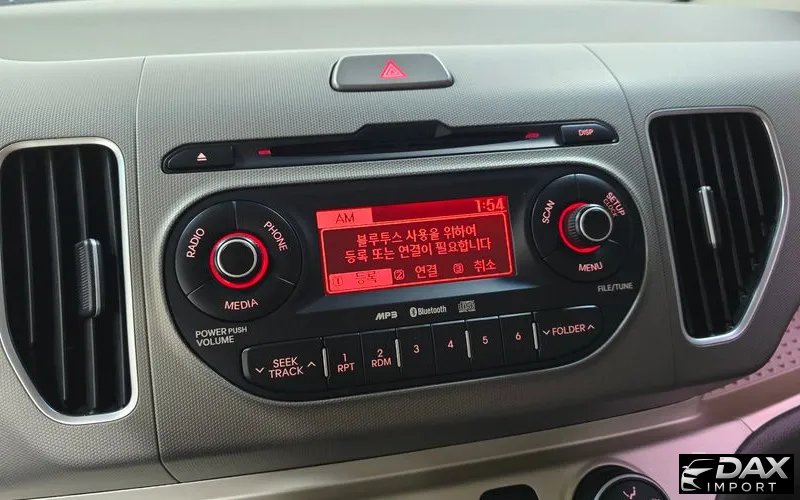 DISP
AM 1:54
블루투스 사용을 위하여
등록 또는 연결이 필요합니다
① 등록 ② 연결 ③ 취소
RADIO
PHONE
MEDIA
SCAN
SETUP
CLOCK
MENU
FILE/TUNE
POWER PUSH
VOLUME
MP3 Bluetooth
SEEK
TRACK
1
RPT
2
RDM
3
4
5
6
FOLDER
DAX
IMPORT